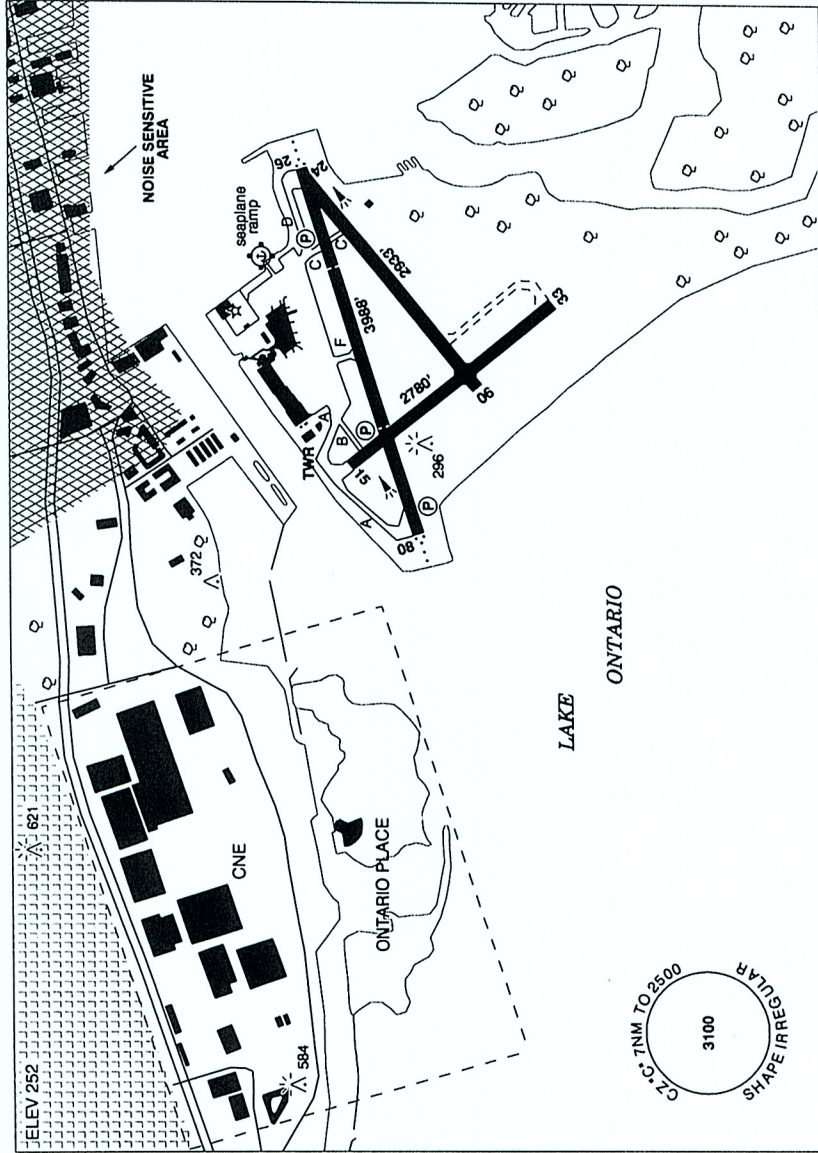 ELEV 252
621
584
CNE
ONTARIO PLACE
372
NOISE SENSITIVE
AREA
seaplane
ramp
26
24
D
P
C
C
2933'
3988'
F
2780'
33
06
TWR
A
B
P
15
A
296
P
08
LAKE
ONTARIO
CZ "C" 7NM TO 2500
3100
SHAPE IRREGULAR